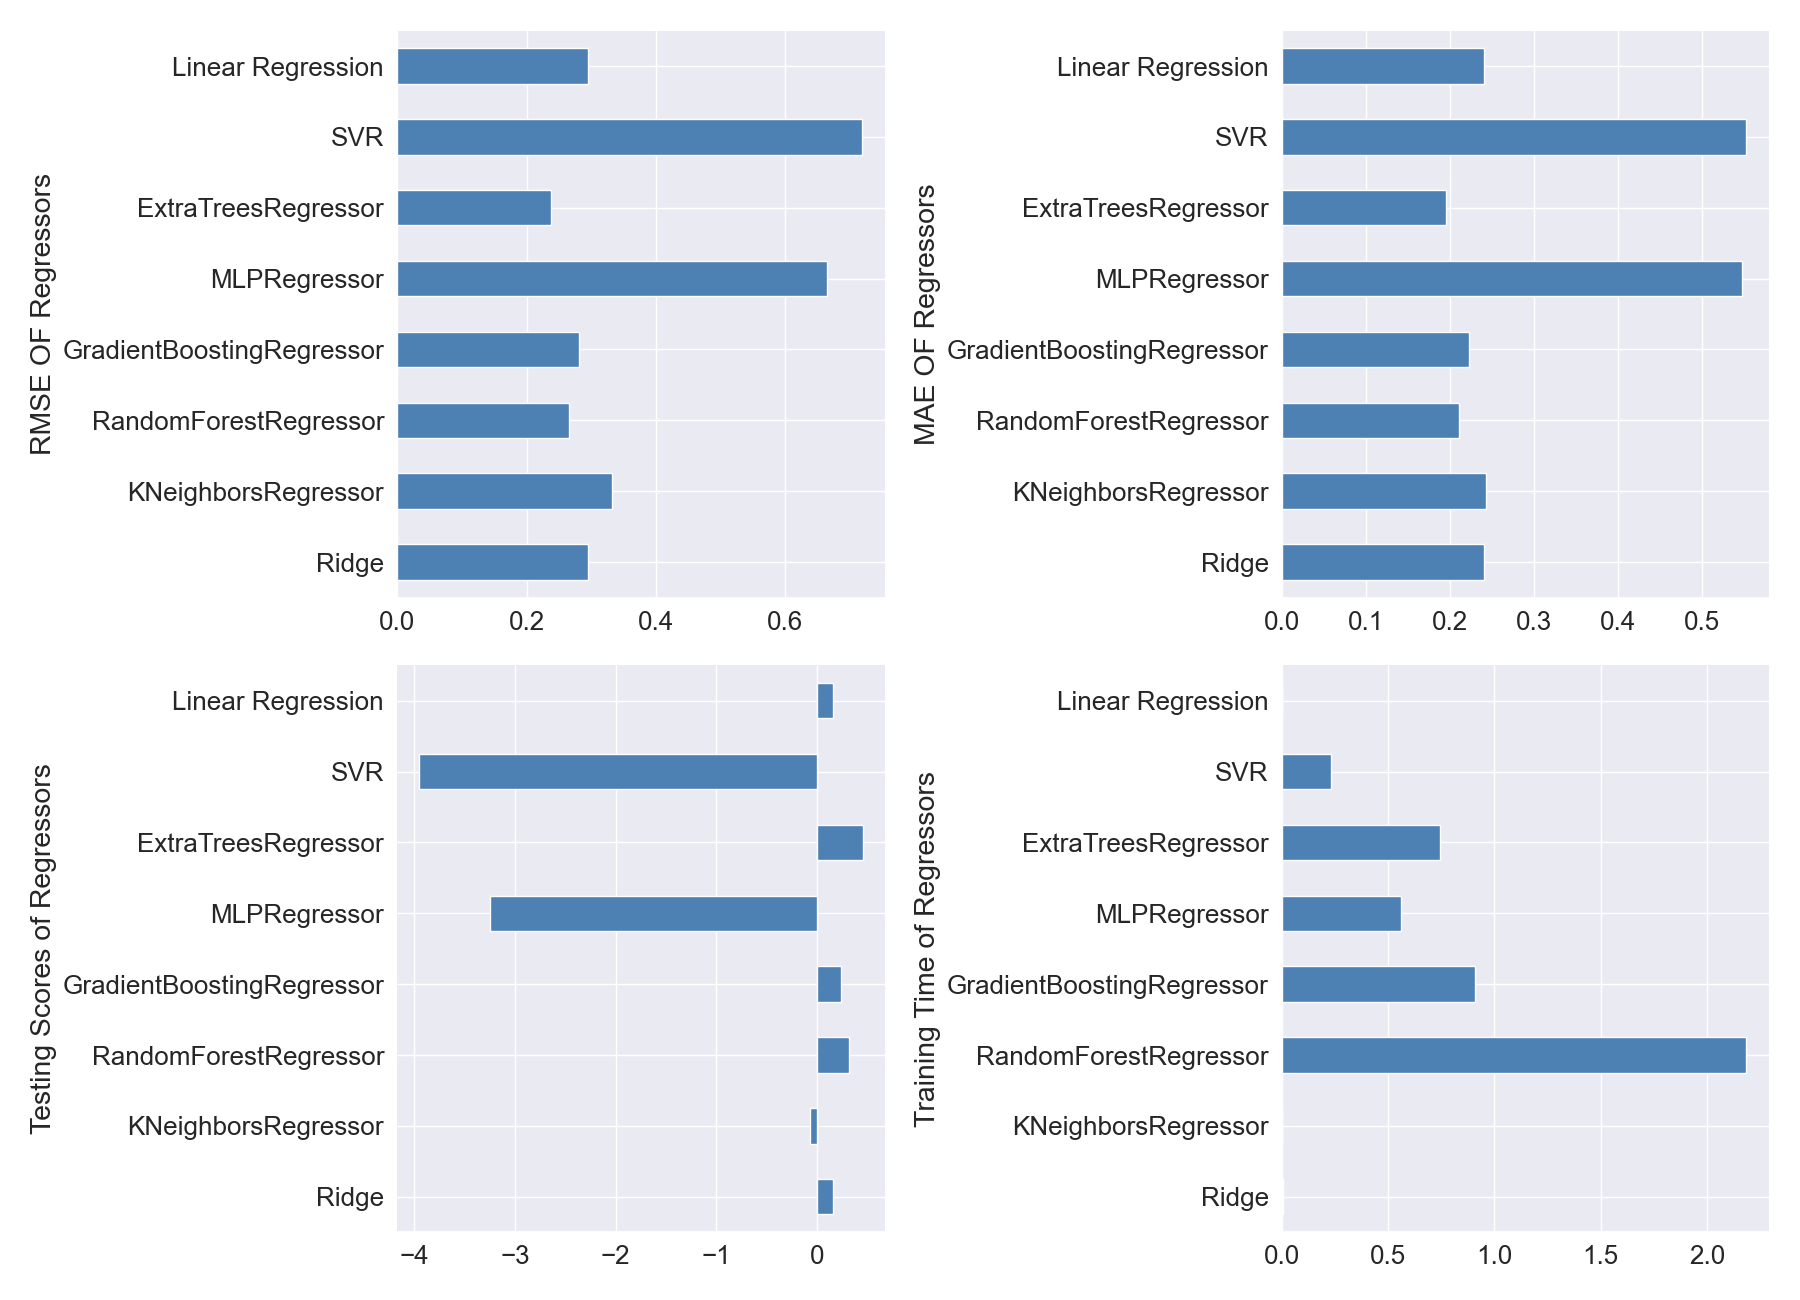 RMSE OF Regressors
Linear Regression
SVR
ExtraTreesRegressor
MLPRegressor
GradientBoostingRegressor
RandomForestRegressor
KNeighborsRegressor
Ridge
0.0 0.2 0.4 0.6
MAE OF Regressors
Linear Regression
SVR
ExtraTreesRegressor
MLPRegressor
GradientBoostingRegressor
RandomForestRegressor
KNeighborsRegressor
Ridge
0.0 0.1 0.2 0.3 0.4 0.5
Testing Scores of Regressors
Linear Regression
SVR
ExtraTreesRegressor
MLPRegressor
GradientBoostingRegressor
RandomForestRegressor
KNeighborsRegressor
Ridge
−4 −3 −2 −1 0
Training Time of Regressors
Linear Regression
SVR
ExtraTreesRegressor
MLPRegressor
GradientBoostingRegressor
RandomForestRegressor
KNeighborsRegressor
Ridge
0.0 0.5 1.0 1.5 2.0